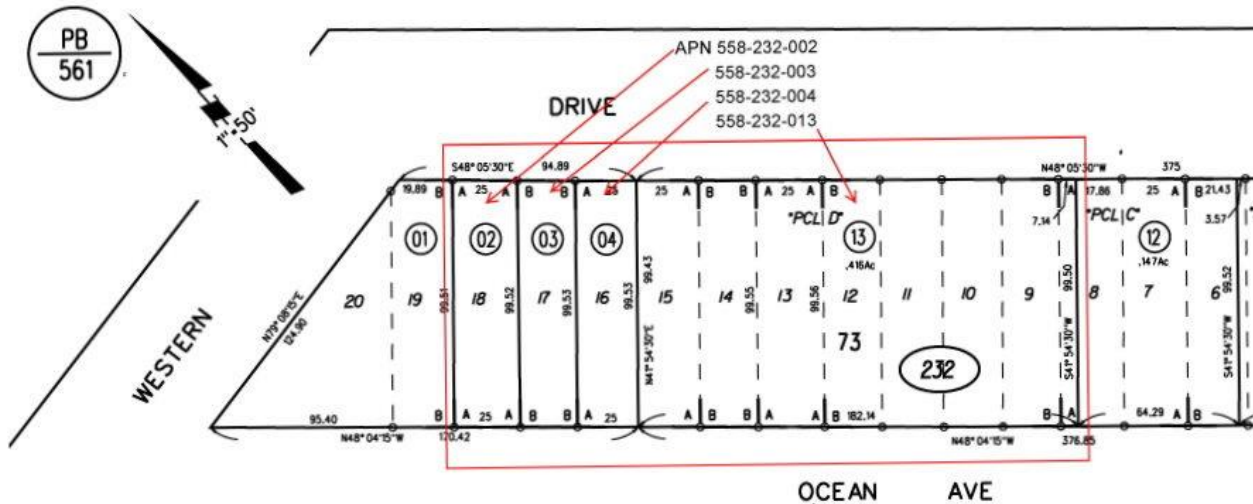 PB
561
1"=50'
APN 558-232-002
558-232-003
558-232-004
558-232-013
DRIVE
S48° 05'30"E 94.89
N48° 05'30"W 375
19.89 B A 25 A B B A 25 A B B A 25 A B B A 17.86 25 A B 21.43
7.14
3.57
"PCL D"
"PCL C"
01 02 03 04 13 12
.416Ac
.147Ac
N79° 08'15"E
124.90
99.51 99.52 99.53 99.53 99.43 99.55 99.56 99.50 99.52
20 19 18 17 16 15 14 13 12 11 10 9 8 7 6
N41° 54'30"E
S41° 54'30"W
S41° 54'30"W
73
232
WESTERN
95.40 B A 25 A B B A 25 A B B A A B 182.14 B A 64.29 A B
N48° 04'15"W 170.42 N48° 04'15"W 376.85
OCEAN AVE